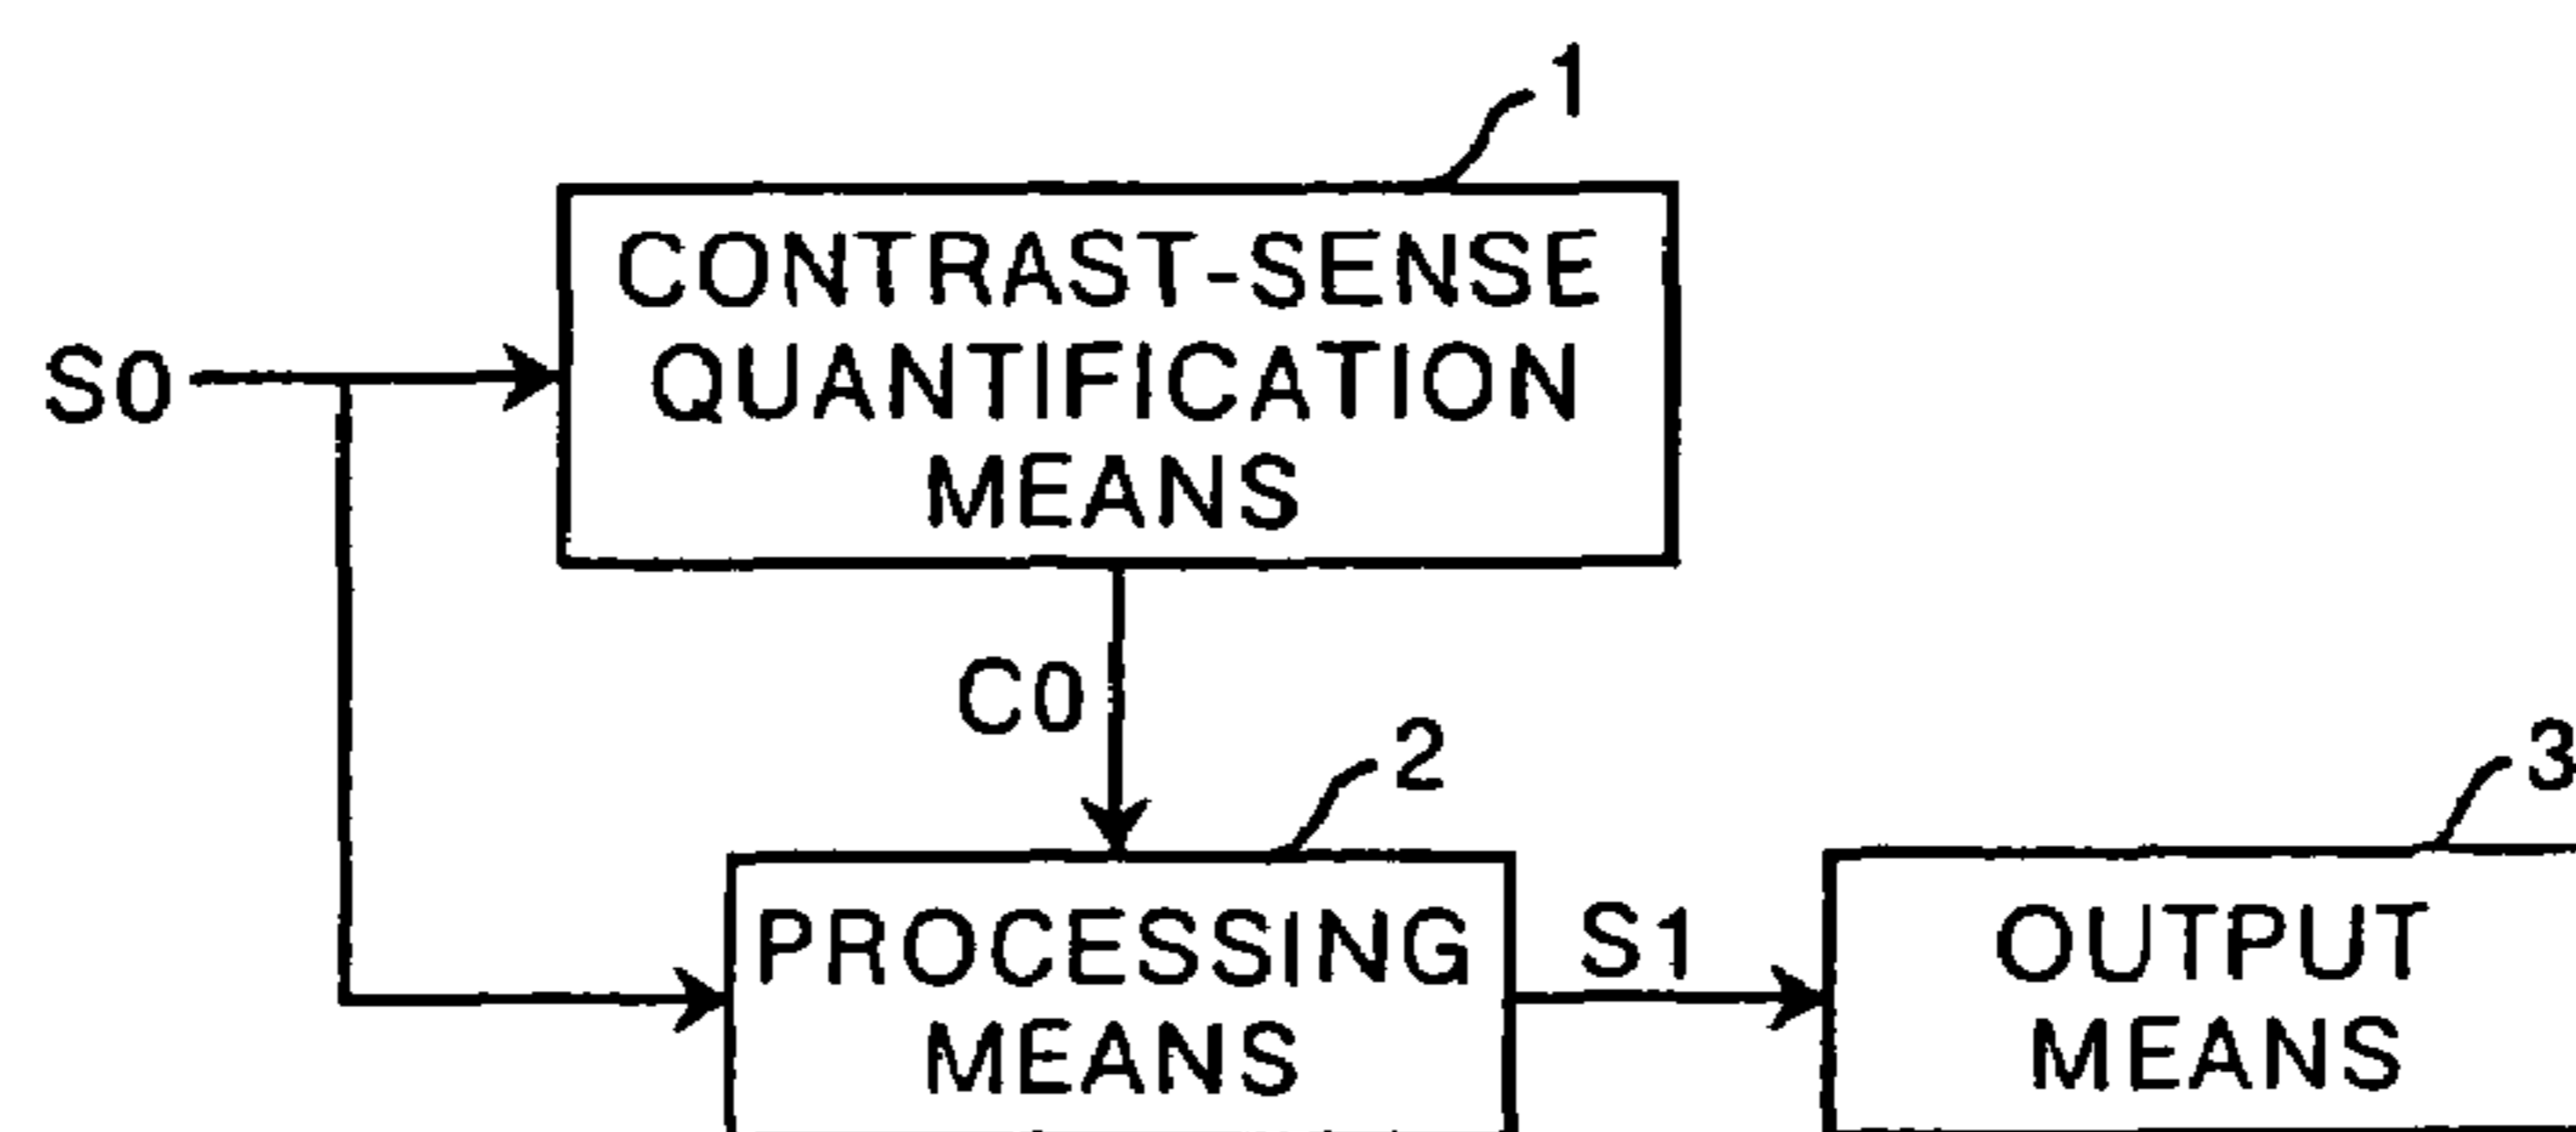 1
CONTRAST-SENSE
QUANTIFICATION
MEANS
S0
C0
2
3
PROCESSING
MEANS
S1
OUTPUT
MEANS